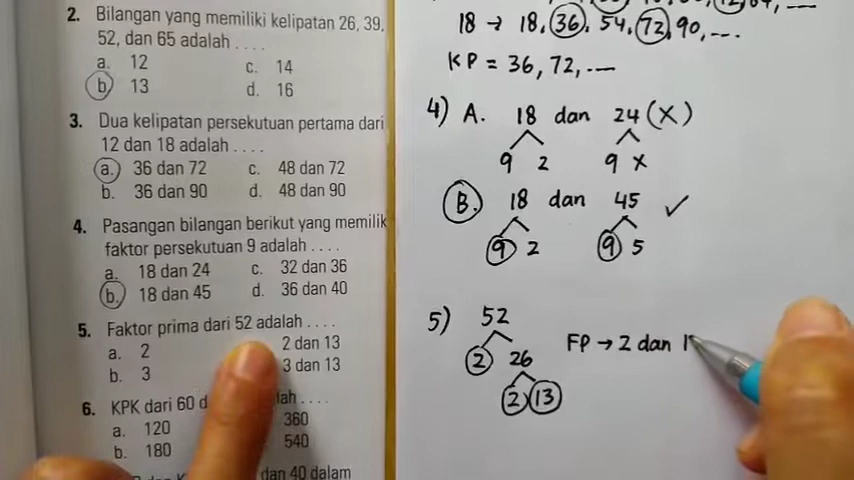 2. Bilangan yang memiliki kelipatan 26, 39,
52, dan 65 adalah . . . .
a. 12 c. 14
b. 13 d. 16
3. Dua kelipatan persekutuan pertama dari
12 dan 18 adalah . . . .
a. 36 dan 72 c. 48 dan 72
b. 36 dan 90 d. 48 dan 90
4. Pasangan bilangan berikut yang memilik
faktor persekutuan 9 adalah . . . .
a. 18 dan 24 c. 32 dan 36
b. 18 dan 45 d. 36 dan 40
5. Faktor prima dari 52 adalah . . . .
a. 2 2 dan 13
b. 3 3 dan 13
6. KPK dari 60 d lah . . . .
a. 120 360
b. 180 540
dan 40 dalam
18 → 18, 36, 54, 72, 90, ...
KP = 36, 72, ...
4) A. 18 dan 24 (X)
9 2 9 X
B. 18 dan 45 ✓
9 2 9 5
5) 52
2 26 FP → 2 dan 1
2 13